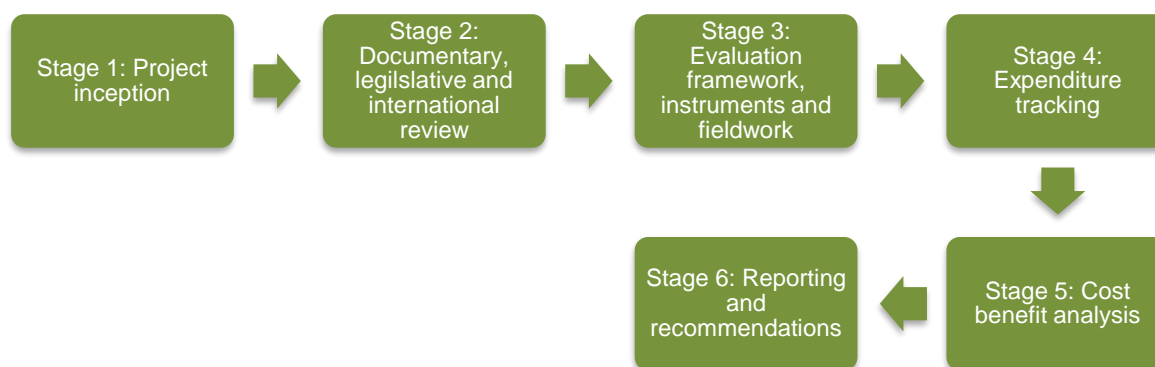 Stage 1: Project
inception
Stage 2:
Documentary,
legilslative and
international
review
Stage 3:
Evaluation
framework,
instruments and
fieldwork
Stage 4:
Expenditure
tracking
Stage 5: Cost
benefit analysis
Stage 6: Reporting
and
recommendations